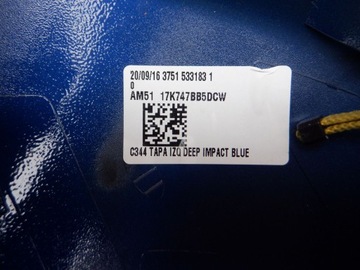 20/09/16 3751 533183 1
0
AM51 17K747BB5DCW
C344 TAPA IZQ DEEP IMPACT BLUE